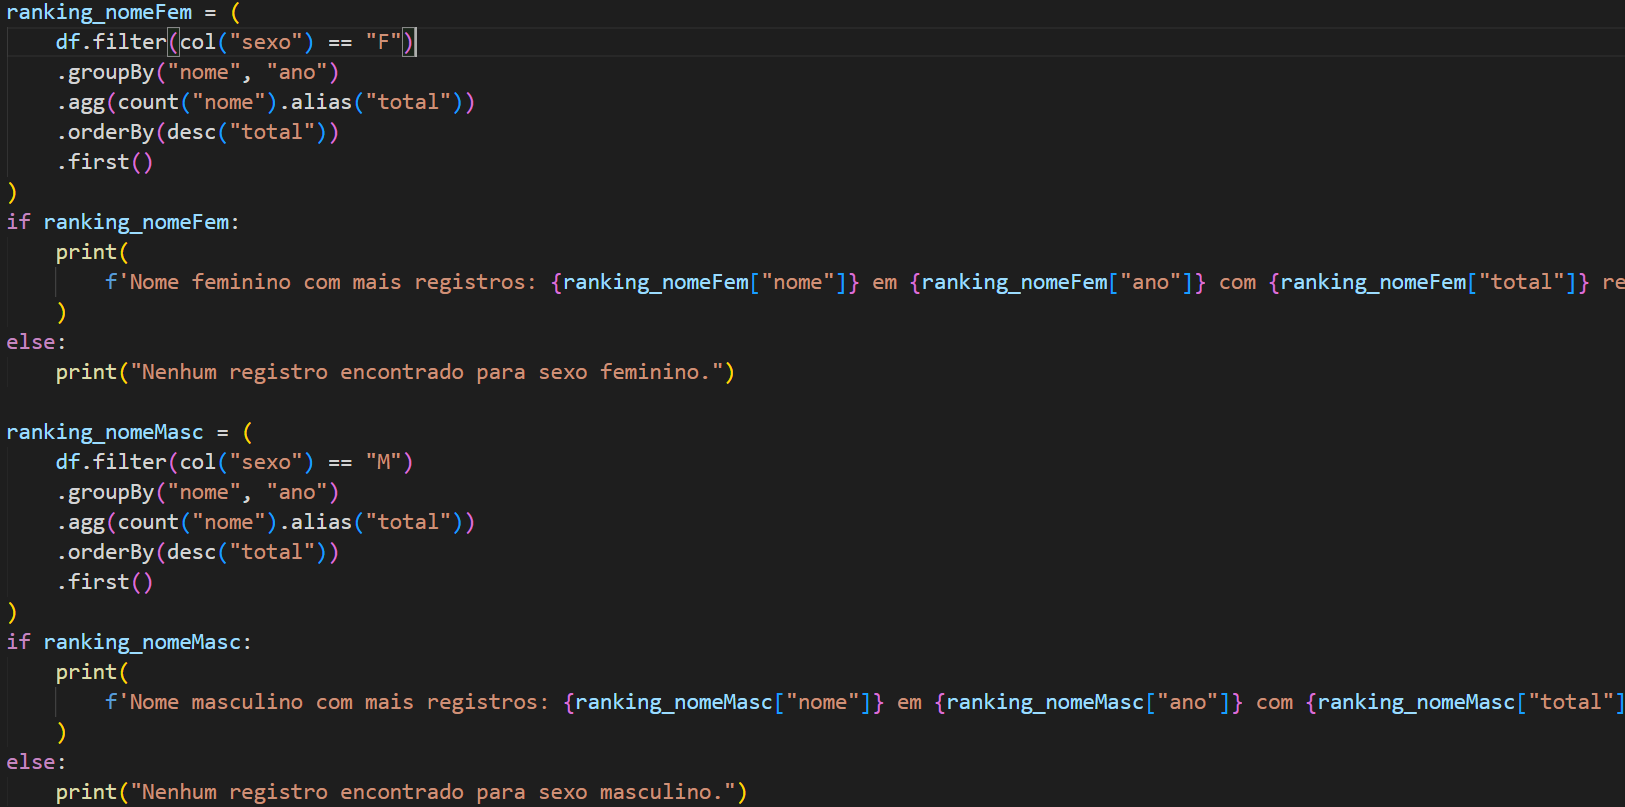 ranking_nomeFem = (
    df.filter(col("sexo") == "F")
    .groupBy("nome", "ano")
    .agg(count("nome").alias("total"))
    .orderBy(desc("total"))
    .first()
)
if ranking_nomeFem:
    print(
        f'Nome feminino com mais registros: {ranking_nomeFem["nome"]} em {ranking_nomeFem["ano"]} com {ranking_nomeFem["total"]} re
    )
else:
    print("Nenhum registro encontrado para sexo feminino.")

ranking_nomeMasc = (
    df.filter(col("sexo") == "M")
    .groupBy("nome", "ano")
    .agg(count("nome").alias("total"))
    .orderBy(desc("total"))
    .first()
)
if ranking_nomeMasc:
    print(
        f'Nome masculino com mais registros: {ranking_nomeMasc["nome"]} em {ranking_nomeMasc["ano"]} com {ranking_nomeMasc["total"]
    )
else:
    print("Nenhum registro encontrado para sexo masculino.")